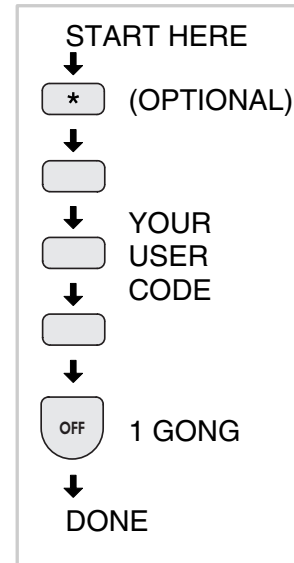 START HERE
* (OPTIONAL)
YOUR
USER
CODE
OFF 1 GONG
DONE